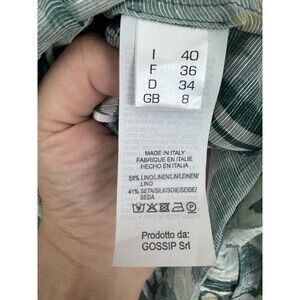 I 40
F 36
D 34
GB 8
MADE IN ITALY
FABRIQUE EN ITALIE
HECHO EN ITALIA
59% LINO/LINEN/LIN/LEINEN/
LINO
41% SETA/SILK/SOIE/SEIDE/
SEDA
Prodotto da:
GOSSIP Srl